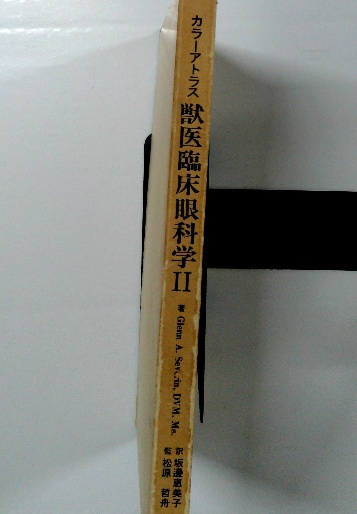 カラーアトラス
獣医臨床眼科学II
著 Glenn A. Severin, DVM. Ms.
訳 坂邊恵美子
監 松原 哲舟